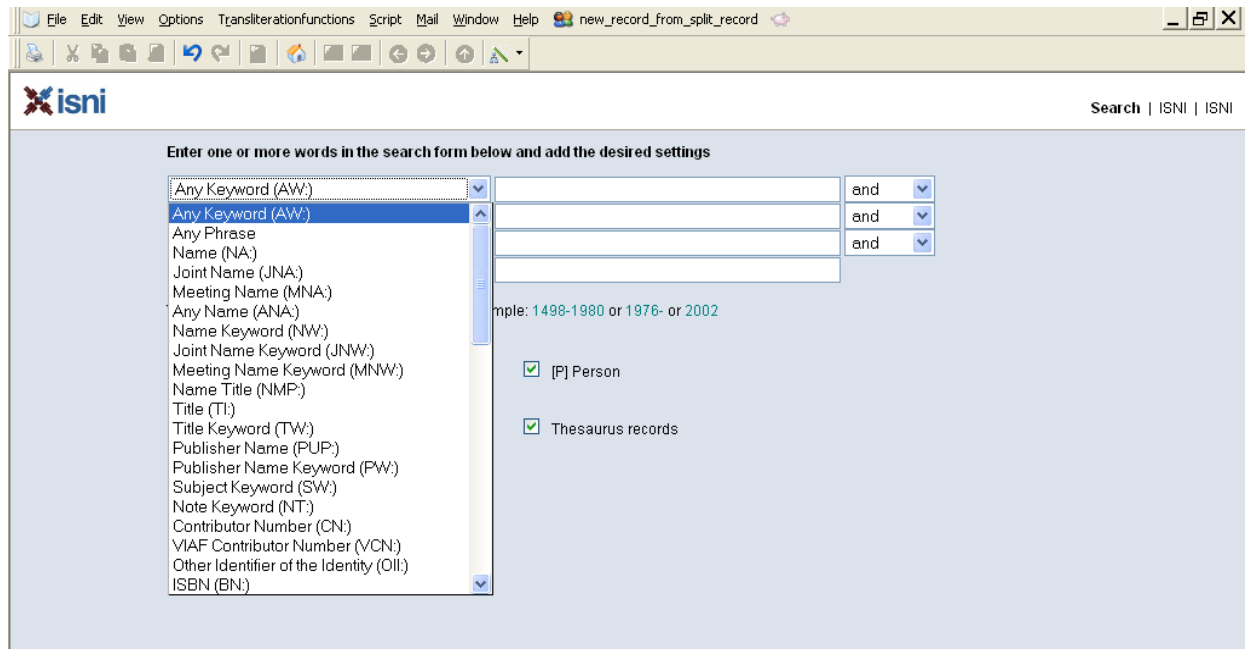 File Edit View Options Transliterationfunctions Script Mail Window Help new_record_from_split_record
isni
Search | ISNI | ISNI
Enter one or more words in the search form below and add the desired settings
Any Keyword (AW:) and
Any Keyword (AW:) and
Any Phrase
Name (NA:) and
Joint Name (JNA:)
Meeting Name (MNA:)
Any Name (ANA:) mple: 1498-1980 or 1976- or 2002
Name Keyword (NW:)
Joint Name Keyword (JNW:)
Meeting Name Keyword (MNW:) [P] Person
Name Title (NMP:)
Title (TI:)
Title Keyword (TW:) Thesaurus records
Publisher Name (PUP:)
Publisher Name Keyword (PW:)
Subject Keyword (SW:)
Note Keyword (NT:)
Contributor Number (CN:)
VIAF Contributor Number (VCN:)
Other Identifier of the Identity (OII:)
ISBN (BN:)